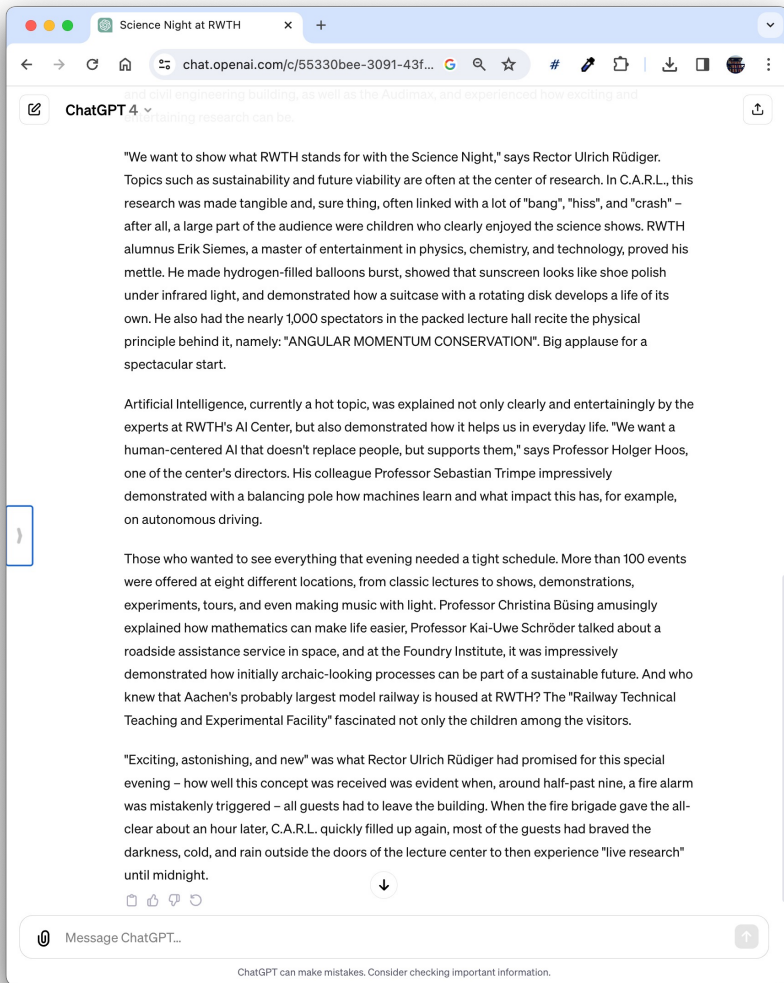 Science Night at RWTH
chat.openai.com/c/55330bee-3091-43f...
and civil engineering building, as well as the Audimax, and experienced how exciting and
ChatGPT 4
entertaining research can be.
"We want to show what RWTH stands for with the Science Night," says Rector Ulrich Rüdiger.
Topics such as sustainability and future viability are often at the center of research. In C.A.R.L., this
research was made tangible and, sure thing, often linked with a lot of "bang", "hiss", and "crash" –
after all, a large part of the audience were children who clearly enjoyed the science shows. RWTH
alumnus Erik Siemes, a master of entertainment in physics, chemistry, and technology, proved his
mettle. He made hydrogen-filled balloons burst, showed that sunscreen looks like shoe polish
under infrared light, and demonstrated how a suitcase with a rotating disk develops a life of its
own. He also had the nearly 1,000 spectators in the packed lecture hall recite the physical
principle behind it, namely: "ANGULAR MOMENTUM CONSERVATION". Big applause for a
spectacular start.
Artificial Intelligence, currently a hot topic, was explained not only clearly and entertainingly by the
experts at RWTH's AI Center, but also demonstrated how it helps us in everyday life. "We want a
human-centered AI that doesn't replace people, but supports them," says Professor Holger Hoos,
one of the center's directors. His colleague Professor Sebastian Trimpe impressively
demonstrated with a balancing pole how machines learn and what impact this has, for example,
on autonomous driving.
Those who wanted to see everything that evening needed a tight schedule. More than 100 events
were offered at eight different locations, from classic lectures to shows, demonstrations,
experiments, tours, and even making music with light. Professor Christina Büsing amusingly
explained how mathematics can make life easier, Professor Kai-Uwe Schröder talked about a
roadside assistance service in space, and at the Foundry Institute, it was impressively
demonstrated how initially archaic-looking processes can be part of a sustainable future. And who
knew that Aachen's probably largest model railway is housed at RWTH? The "Railway Technical
Teaching and Experimental Facility" fascinated not only the children among the visitors.
"Exciting, astonishing, and new" was what Rector Ulrich Rüdiger had promised for this special
evening – how well this concept was received was evident when, around half-past nine, a fire alarm
was mistakenly triggered – all guests had to leave the building. When the fire brigade gave the all-
clear about an hour later, C.A.R.L. quickly filled up again, most of the guests had braved the
darkness, cold, and rain outside the doors of the lecture center to then experience "live research"
until midnight.
Message ChatGPT...
ChatGPT can make mistakes. Consider checking important information.